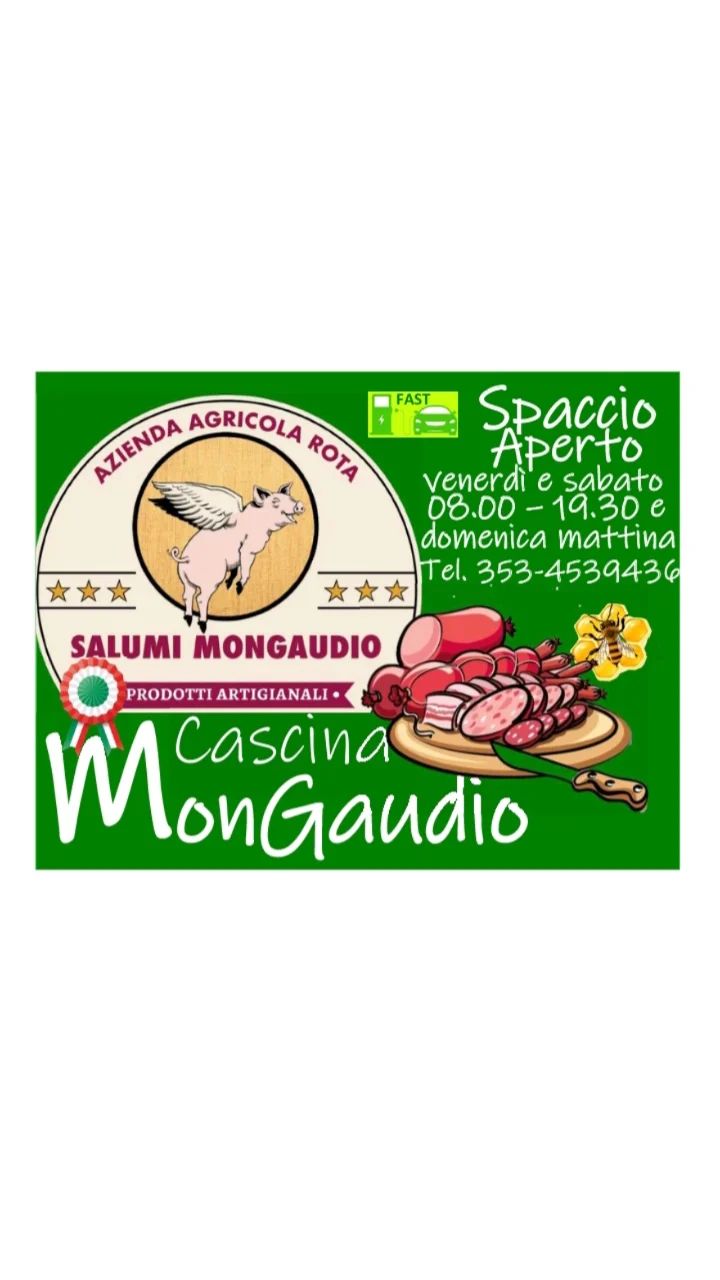 AZIENDA AGRICOLA ROTA
SALUMI MONGAUDIO
PRODOTTI ARTIGIANALI •
FAST
Spaccio
Aperto
venerdì e sabato
08.00 - 19.30 e
domenica mattina
Tel. 353-4539436
Cascina
MonGaudio